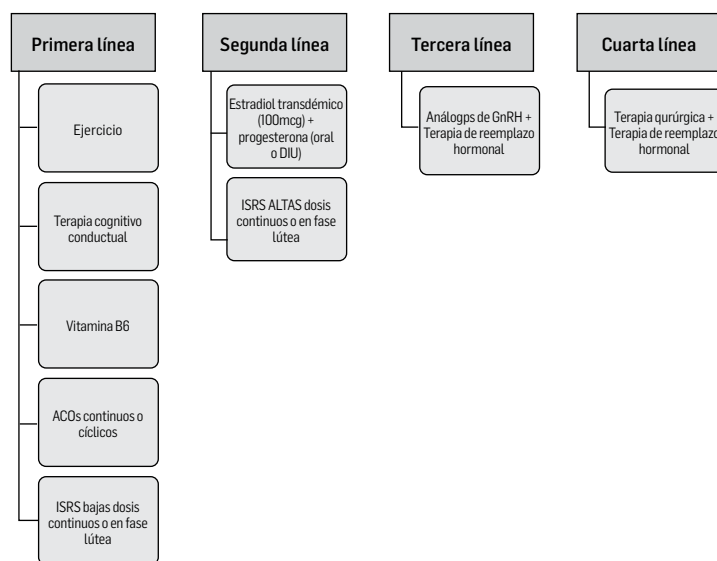 Primera línea
Ejercicio
Terapia cognitivo
conductual
Vitamina B6
ACOs continuos o
cíclicos
ISRS bajas dosis
continuos o en fase
lútea
Segunda línea
Estradiol transdémico
(100mcg) +
progesterona (oral
o DIU)
ISRS ALTAS dosis
continuos o en fase
lútea
Tercera línea
Análogps de GnRH +
Terapia de reemplazo
hormonal
Cuarta línea
Terapia qurúrgica +
Terapia de reemplazo
hormonal